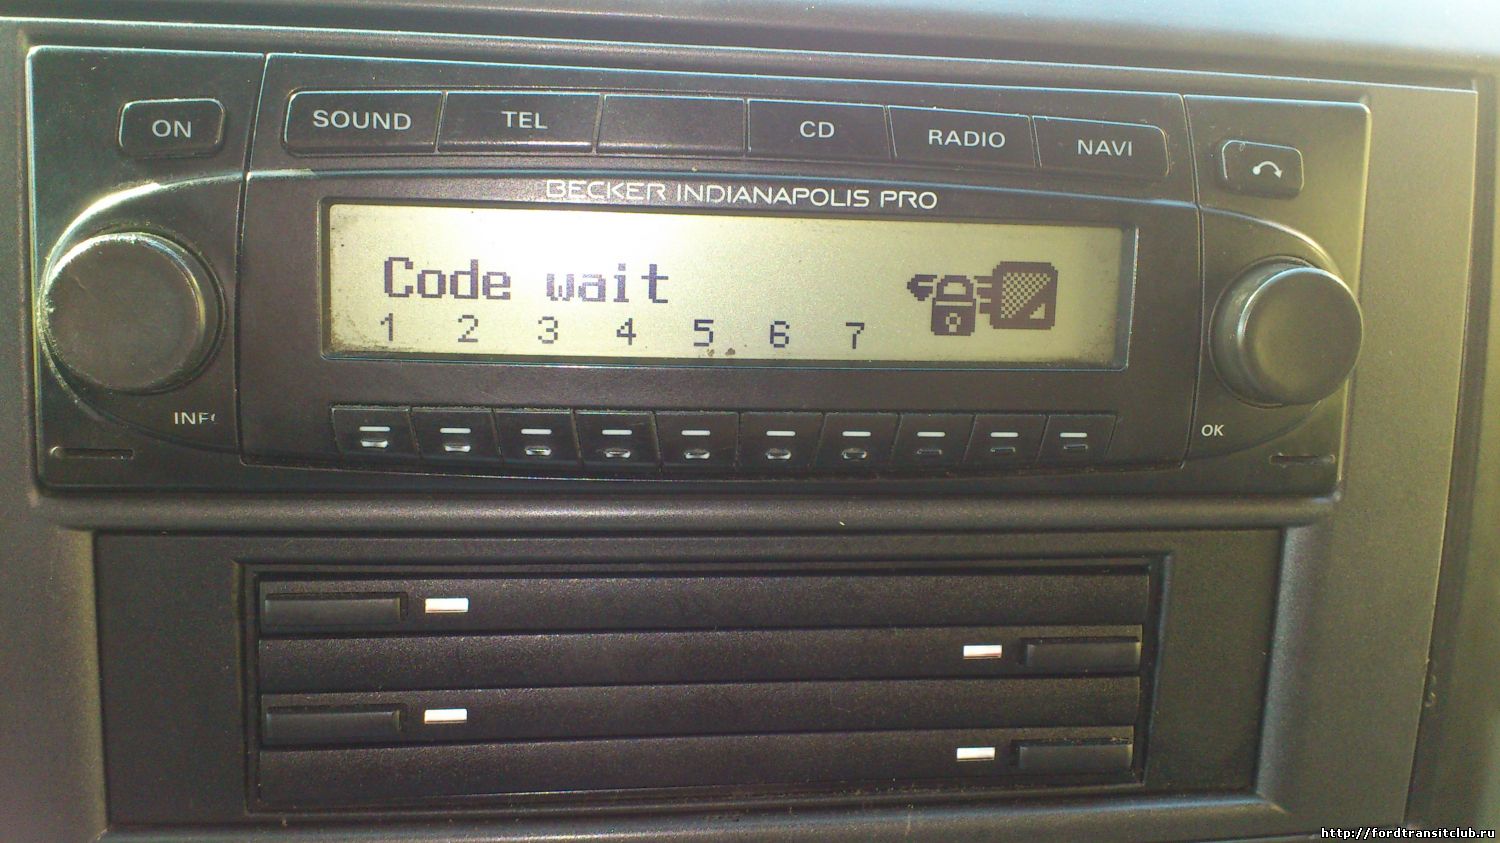 ON
SOUND TEL CD RADIO NAVI
BECKER INDIANAPOLIS PRO
Code wait
1 2 3 4 5 6 7
INFO
OK
http://fordtransitclub.ru